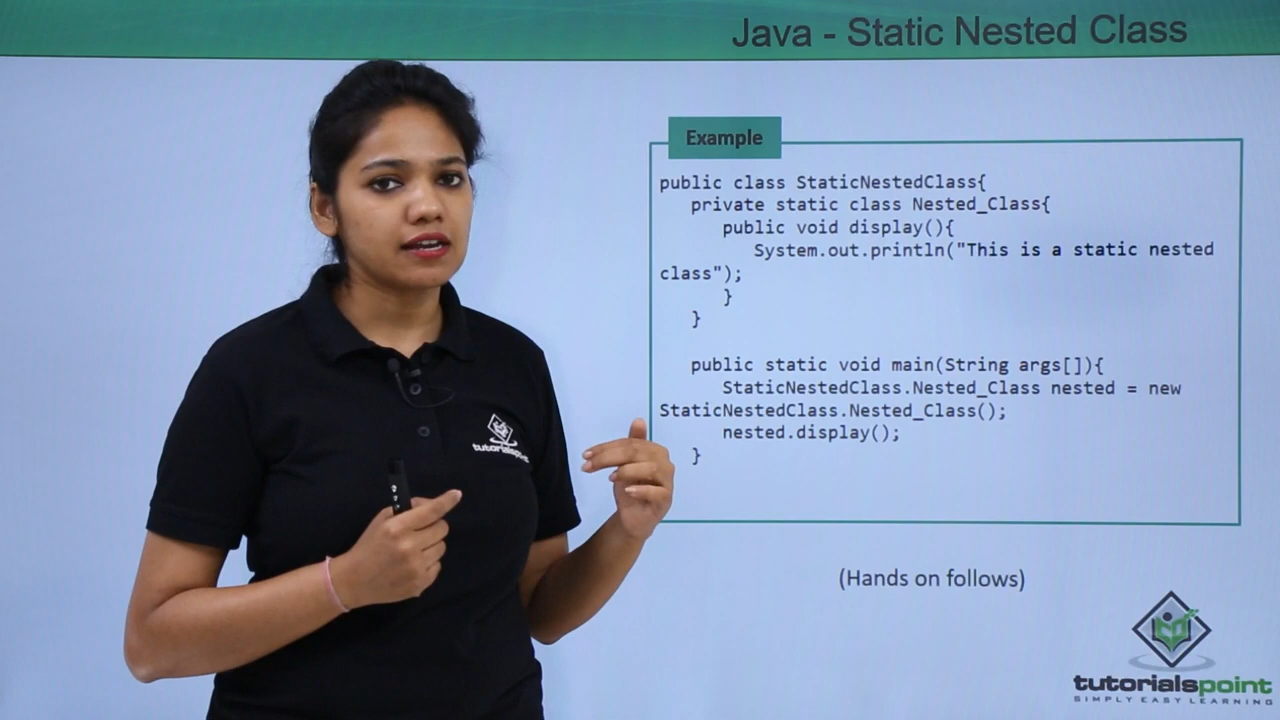 Java - Static Nested Class
Example
public class StaticNestedClass{
private static class Nested_Class{
public void display(){
System.out.println("This is a static nested
class");
}
}
public static void main(String args[]){
StaticNestedClass.Nested_Class nested = new
StaticNestedClass.Nested_Class();
nested.display();
}
(Hands on follows)
tutorialspoint
tutorialspoint
SIMPLY EASY LEARNING